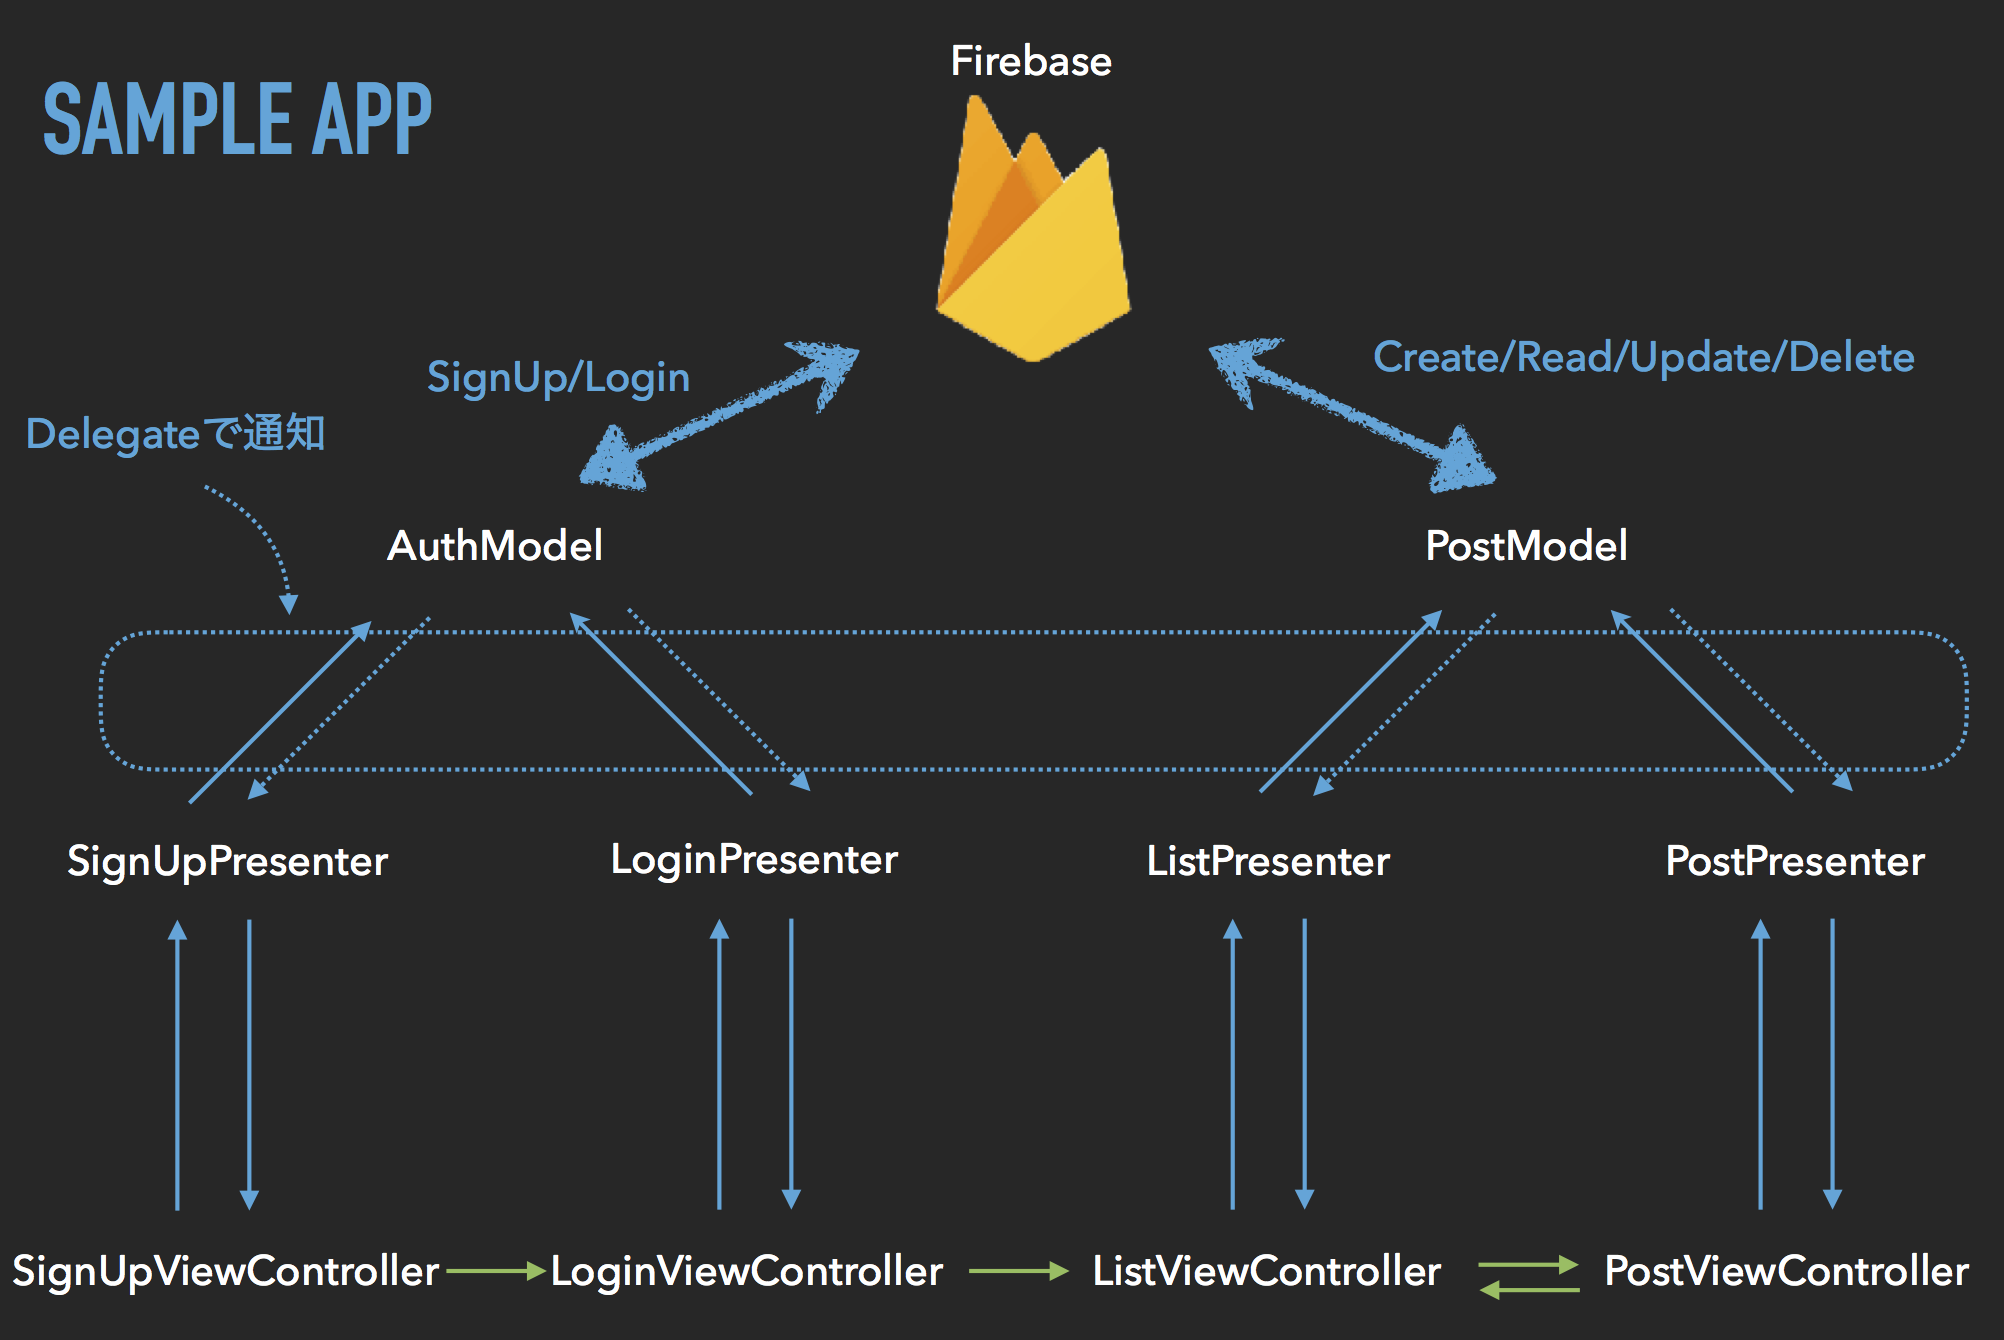 Firebase
SAMPLE APP
SignUp/Login
Create/Read/Update/Delete
Delegateで通知
AuthModel
PostModel
SignUpPresenter
LoginPresenter
ListPresenter
PostPresenter
SignUpViewController
LoginViewController
ListViewController
PostViewController